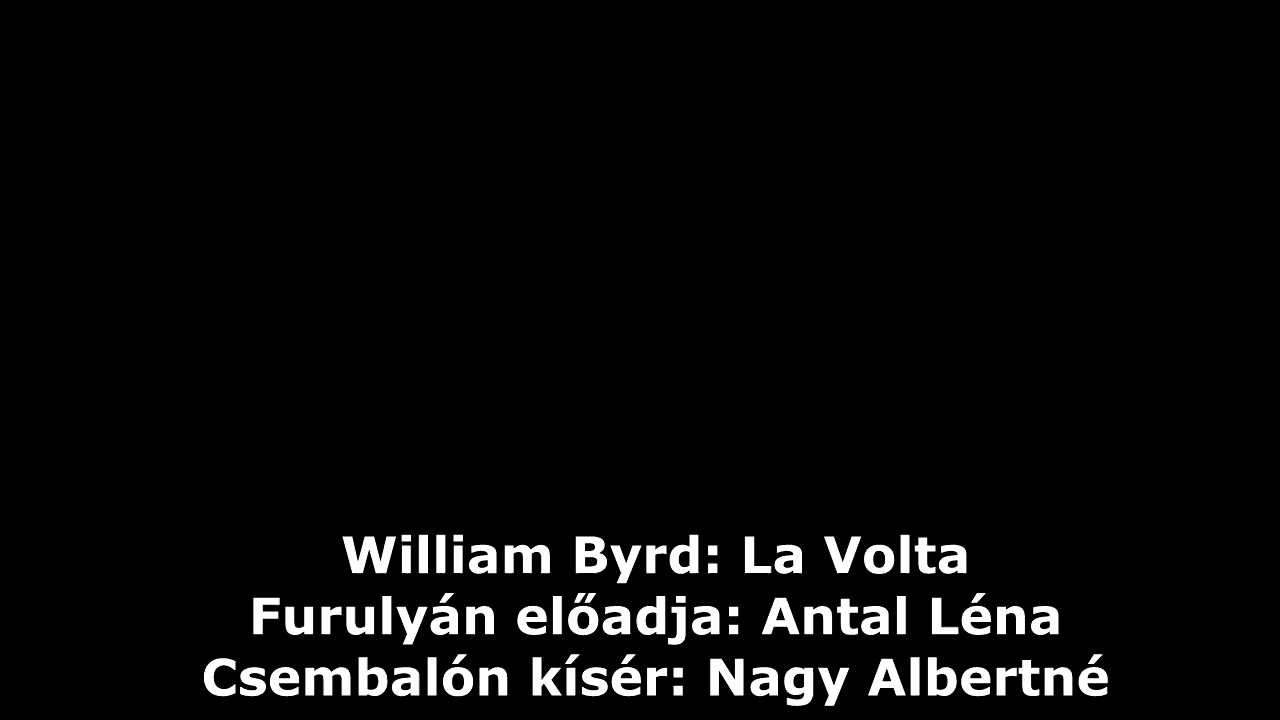 William Byrd: La Volta
Furulyán előadja: Antal Léna
Csembalón kísér: Nagy Albertné